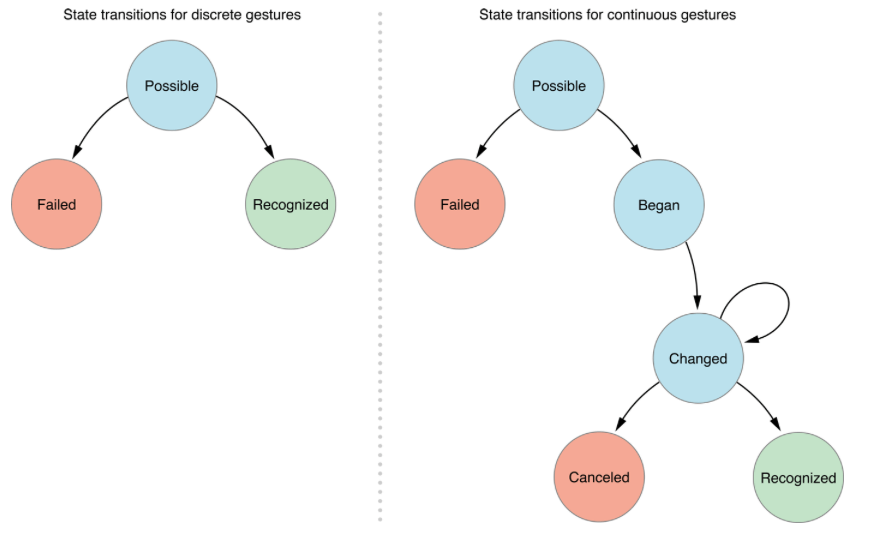 State transitions for discrete gestures
Possible
Failed
Recognized
State transitions for continuous gestures
Possible
Failed
Began
Changed
Canceled
Recognized